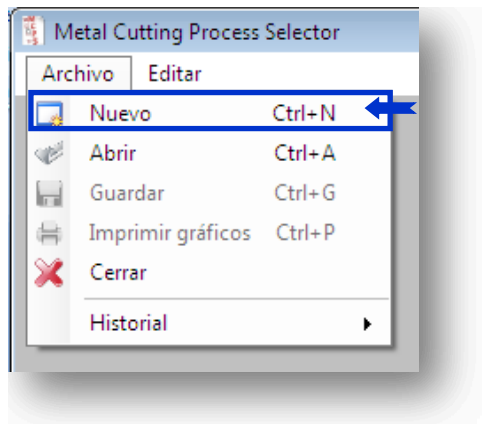 Metal Cutting Process Selector
Archivo Editar
Nuevo Ctrl+N
Abrir Ctrl+A
Guardar Ctrl+G
Imprimir gráficos Ctrl+P
Cerrar
Historial